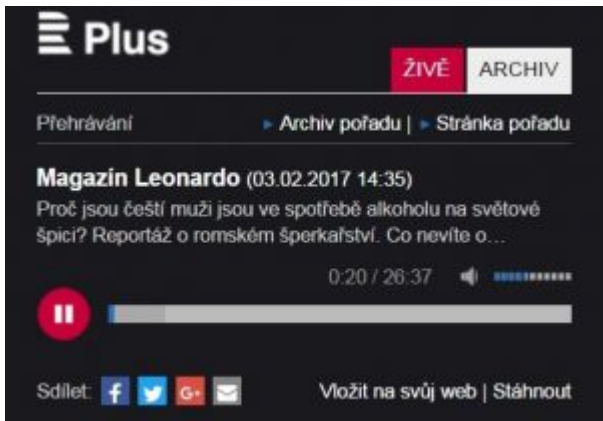 Plus
ŽIVĚ ARCHIV
Přehrávání Archiv pořadu | Stránka pořadu
Magazín Leonardo (03.02.2017 14:35)
Proč jsou čeští muži jsou ve spotřebě alkoholu na světové
špici? Reportáž o romském šperkařství. Co nevíte o...
0:20 / 26:37
Sdílet: f G+ Vložit na svůj web | Stáhnout